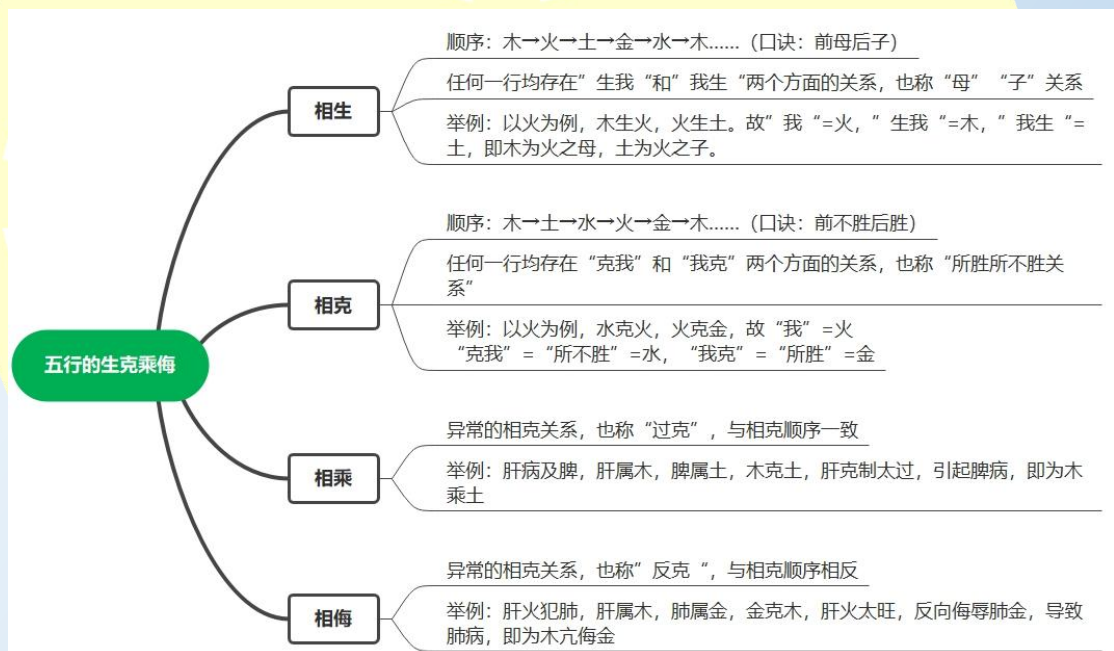 五行的生克乘侮
相生
顺序：木→火→土→金→水→木......（口诀：前母后子）
任何一行均存在”生我“和”我生“两个方面的关系，也称“母”“子”关系
举例：以火为例，木生火，火生土。故”我“=火，”生我“=木，”我生“=
土，即木为火之母，土为火之子。
相克
顺序：木→土→水→火→金→木......（口诀：前不胜后胜）
任何一行均存在“克我”和“我克”两个方面的关系，也称“所胜所不胜关
系”
举例：以火为例，水克火，火克金，故“我”=火
“克我”=“所不胜”=水，“我克”=“所胜”=金
相乘
异常的相克关系，也称“过克”，与相克顺序一致
举例：肝病及脾，肝属木，脾属土，木克土，肝克制太过，引起脾病，即为木
乘土
相侮
异常的相克关系，也称”反克“，与相克顺序相反
举例：肝火犯肺，肝属木，肺属金，金克木，肝火太旺，反向侮辱肺金，导致
肺病，即为木亢侮金